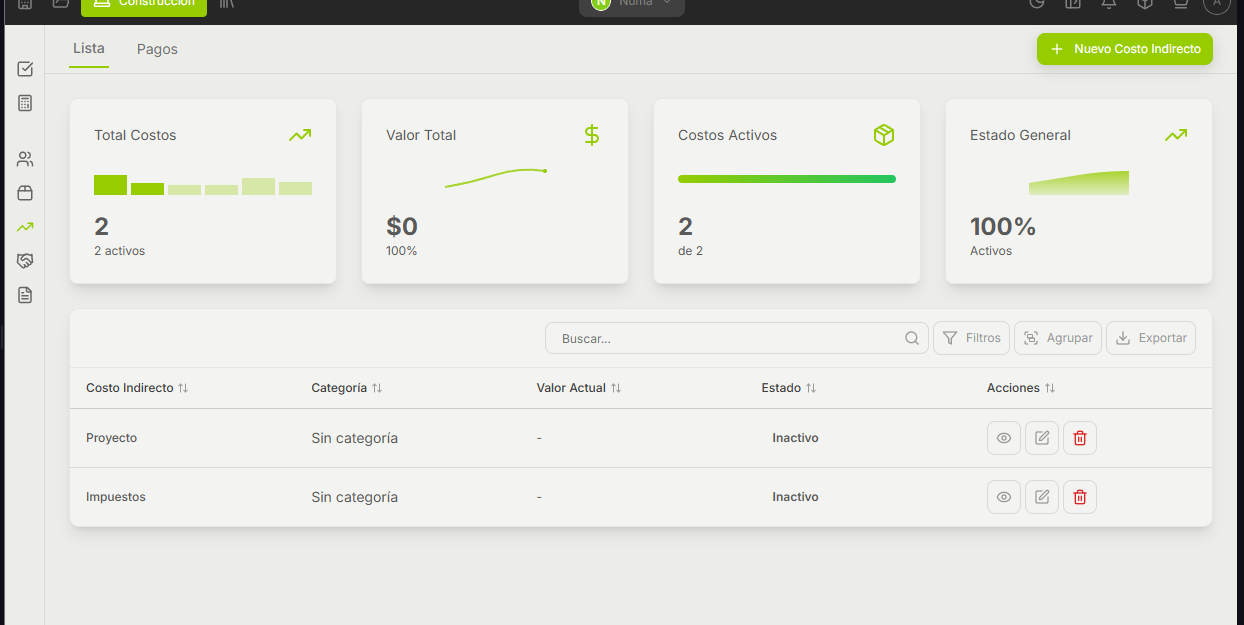 Construcción
N Numa
A
Lista Pagos
+ Nuevo Costo Indirecto
Total Costos
2
2 activos
Valor Total
$0
100%
Costos Activos
2
de 2
Estado General
100%
Activos
Buscar...
Filtros
Agrupar
Exportar
Costo Indirecto Categoría Valor Actual Estado Acciones
Proyecto Sin categoría - Inactivo
Impuestos Sin categoría - Inactivo